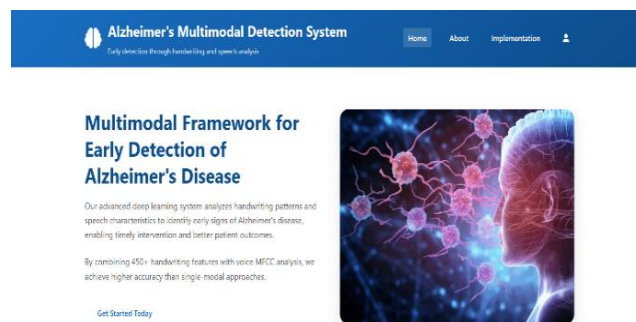 Alzheimer's Multimodal Detection System
Early detection through handwriting and speech analysis
Home
About
Implementation
Multimodal Framework for
Early Detection of
Alzheimer's Disease
Our advanced deep learning system analyzes handwriting patterns and
speech characteristics to identify early signs of Alzheimer's disease,
enabling timely intervention and better patient outcomes.
By combining 450+ handwriting features with voice MFCC analysis, we
achieve higher accuracy than single-modal approaches.
Get Started Today